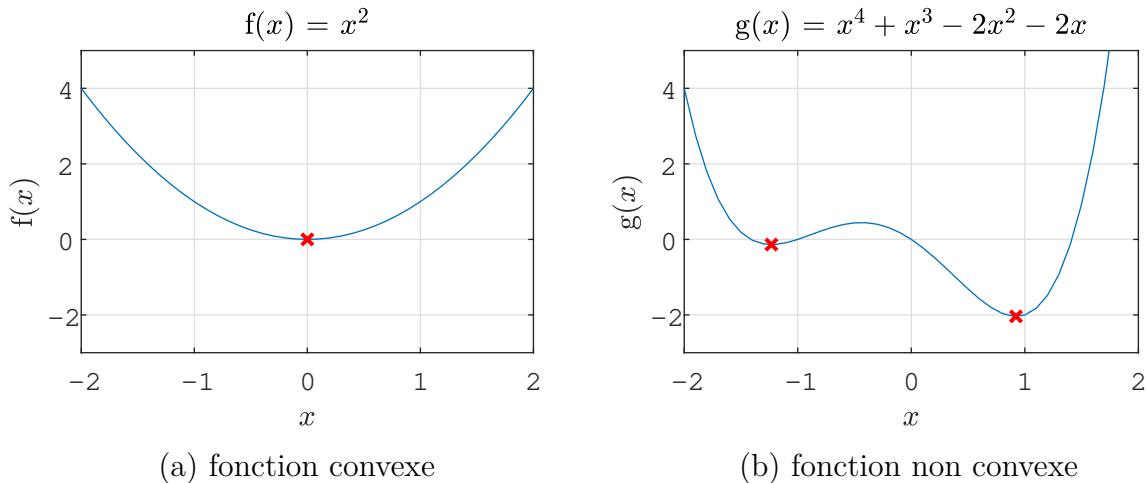 f(x) = x²
4
2
0
−2
f(x)
−2 −1 0 1 2
x
(a) fonction convexe
g(x) = x⁴ + x³ − 2x² − 2x
4
2
0
−2
g(x)
−2 −1 0 1 2
x
(b) fonction non convexe